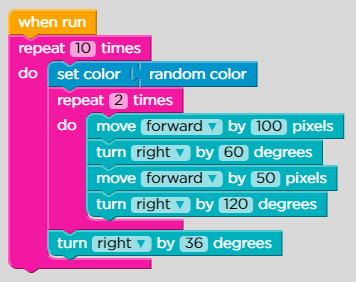 when run
repeat 10 times
do set color random color
repeat 2 times
do move forward ▼ by 100 pixels
turn right ▼ by 60 degrees
move forward ▼ by 50 pixels
turn right ▼ by 120 degrees
turn right ▼ by 36 degrees